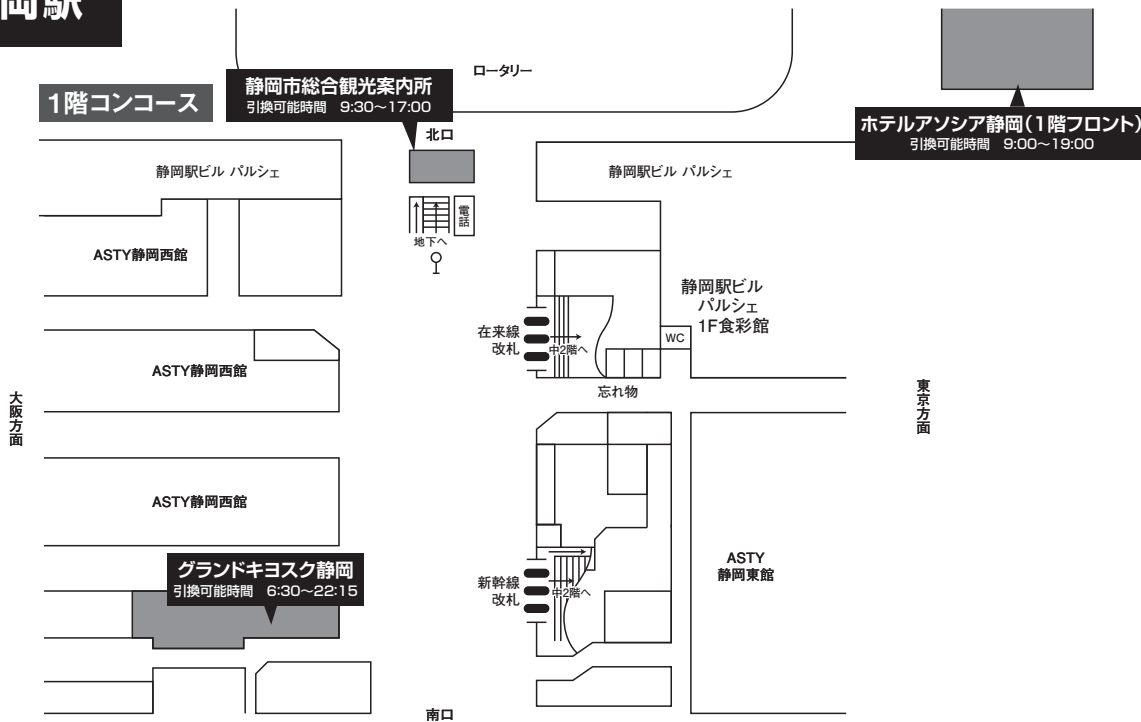 岡駅
1階コンコース
静岡市総合観光案内所
引換可能時間 9:30〜17:00
ロータリー
ホテルアソシア静岡(1階フロント)
引換可能時間 9:00〜19:00
北口
静岡駅ビル パルシェ
静岡駅ビル パルシェ
電話
地下へ
ASTY静岡西館
静岡駅ビル
パルシェ
1F食彩館
在来線
改札
中2階へ
WC
忘れ物
ASTY静岡西館
大阪方面
東京方面
ASTY静岡西館
グランドキヨスク静岡
引換可能時間 6:30〜22:15
新幹線
改札
中2階へ
ASTY
静岡東館
南口